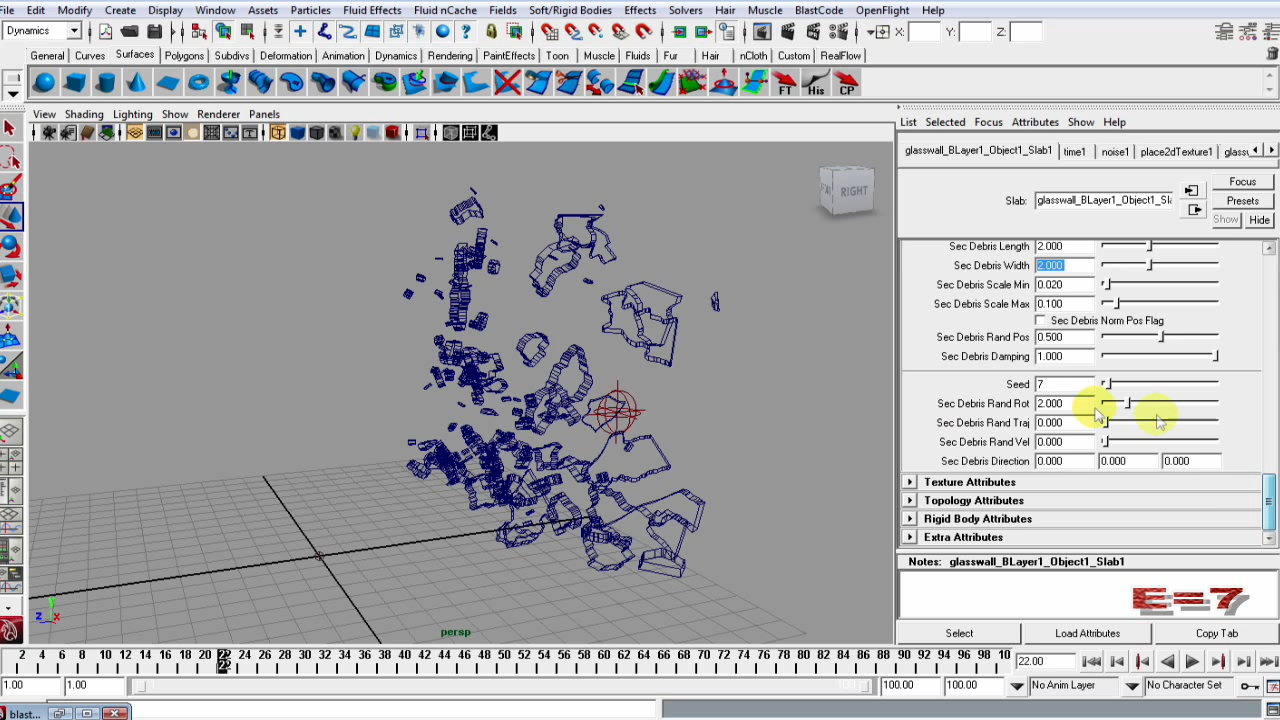 File Edit Modify Create Display Window Assets Particles Fluid Effects Fluid nCache Fields Soft/Rigid Bodies Effects Solvers Hair Muscle BlastCode OpenFlight Help
Dynamics X: Y: Z:
General Curves Surfaces Polygons Subdivs Deformation Animation Dynamics Rendering PaintEffects Toon Muscle Fluids Fur Hair nCloth Custom RealFlow
FT His CP
View Shading Lighting Show Renderer Panels
List Selected Focus Attributes Show Help
glasswall_BLayer1_Object1_Slab1 time1 noise1 place2dTexture1
Focus
Slab: glasswall_BLayer1_Object1_Sla Presets
Show Hide
RIGHT
Sec Debris Length 2.000
Sec Debris Width 2.000
Sec Debris Scale Min 0.020
Sec Debris Scale Max 0.100
Sec Debris Norm Pos Flag
Sec Debris Rand Pos 0.500
Sec Debris Damping 1.000
Seed 7
Sec Debris Rand Rot 2.000
Sec Debris Rand Traj 0.000
Sec Debris Rand Vel 0.000
Sec Debris Direction 0.000 0.000 0.000
Texture Attributes
Topology Attributes
Rigid Body Attributes
Extra Attributes
Notes: glasswall_BLayer1_Object1_Slab1
E=7
z y x
persp
Select Load Attributes Copy Tab
2 4 6 8 10 12 14 16 18 20 24 26 28 30 32 34 36 38 40 42 44 46 48 50 52 54 56 58 60 62 64 66 68 70 72 74 76 78 80 82 84 86 88 90 92 94 96 98 10 22.00
1.00 1.00 100.00 100.00 No Anim Layer No Character Set
blast...